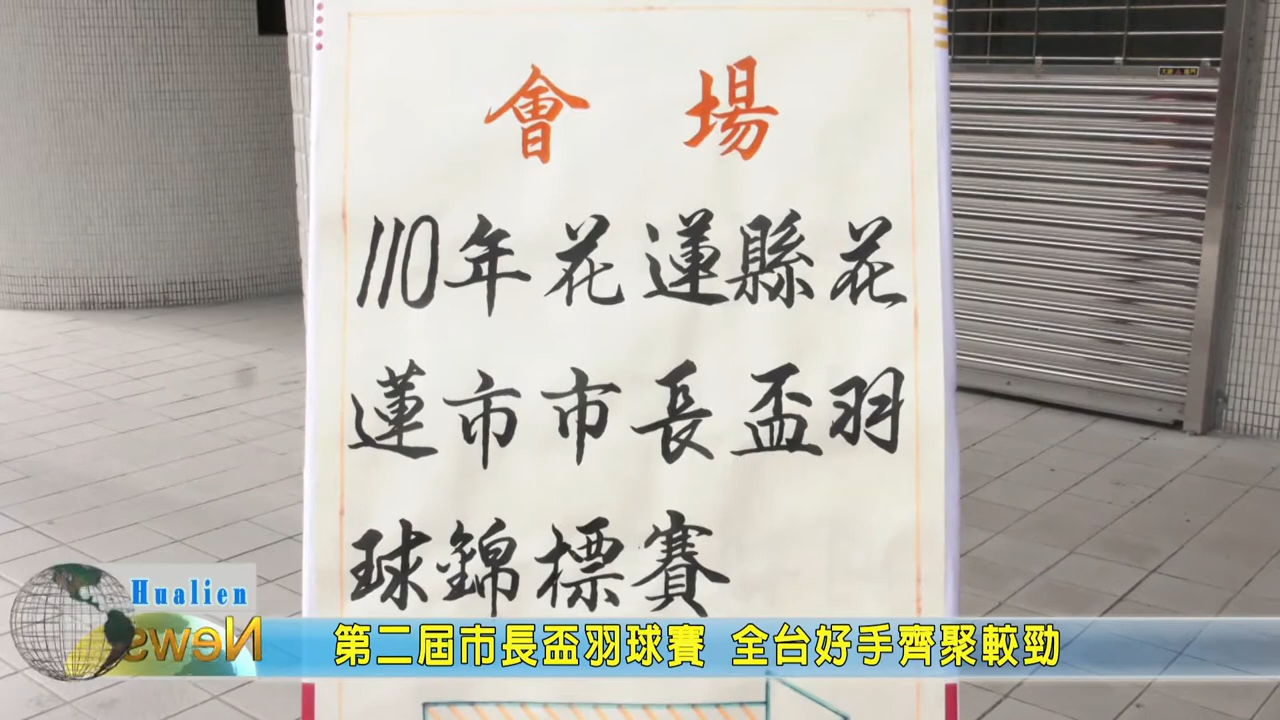 會 場
110年花蓮縣花
蓮市市長盃羽
球錦標賽
Hualien
News
第二屆市長盃羽球賽 全台好手齊聚較勁